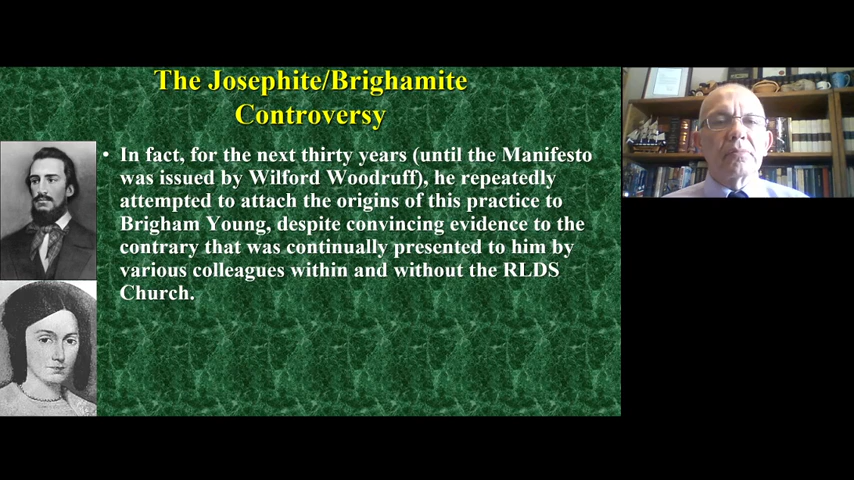 The Josephite/Brighamite
Controversy
• In fact, for the next thirty years (until the Manifesto
was issued by Wilford Woodruff), he repeatedly
attempted to attach the origins of this practice to
Brigham Young, despite convincing evidence to the
contrary that was continually presented to him by
various colleagues within and without the RLDS
Church.